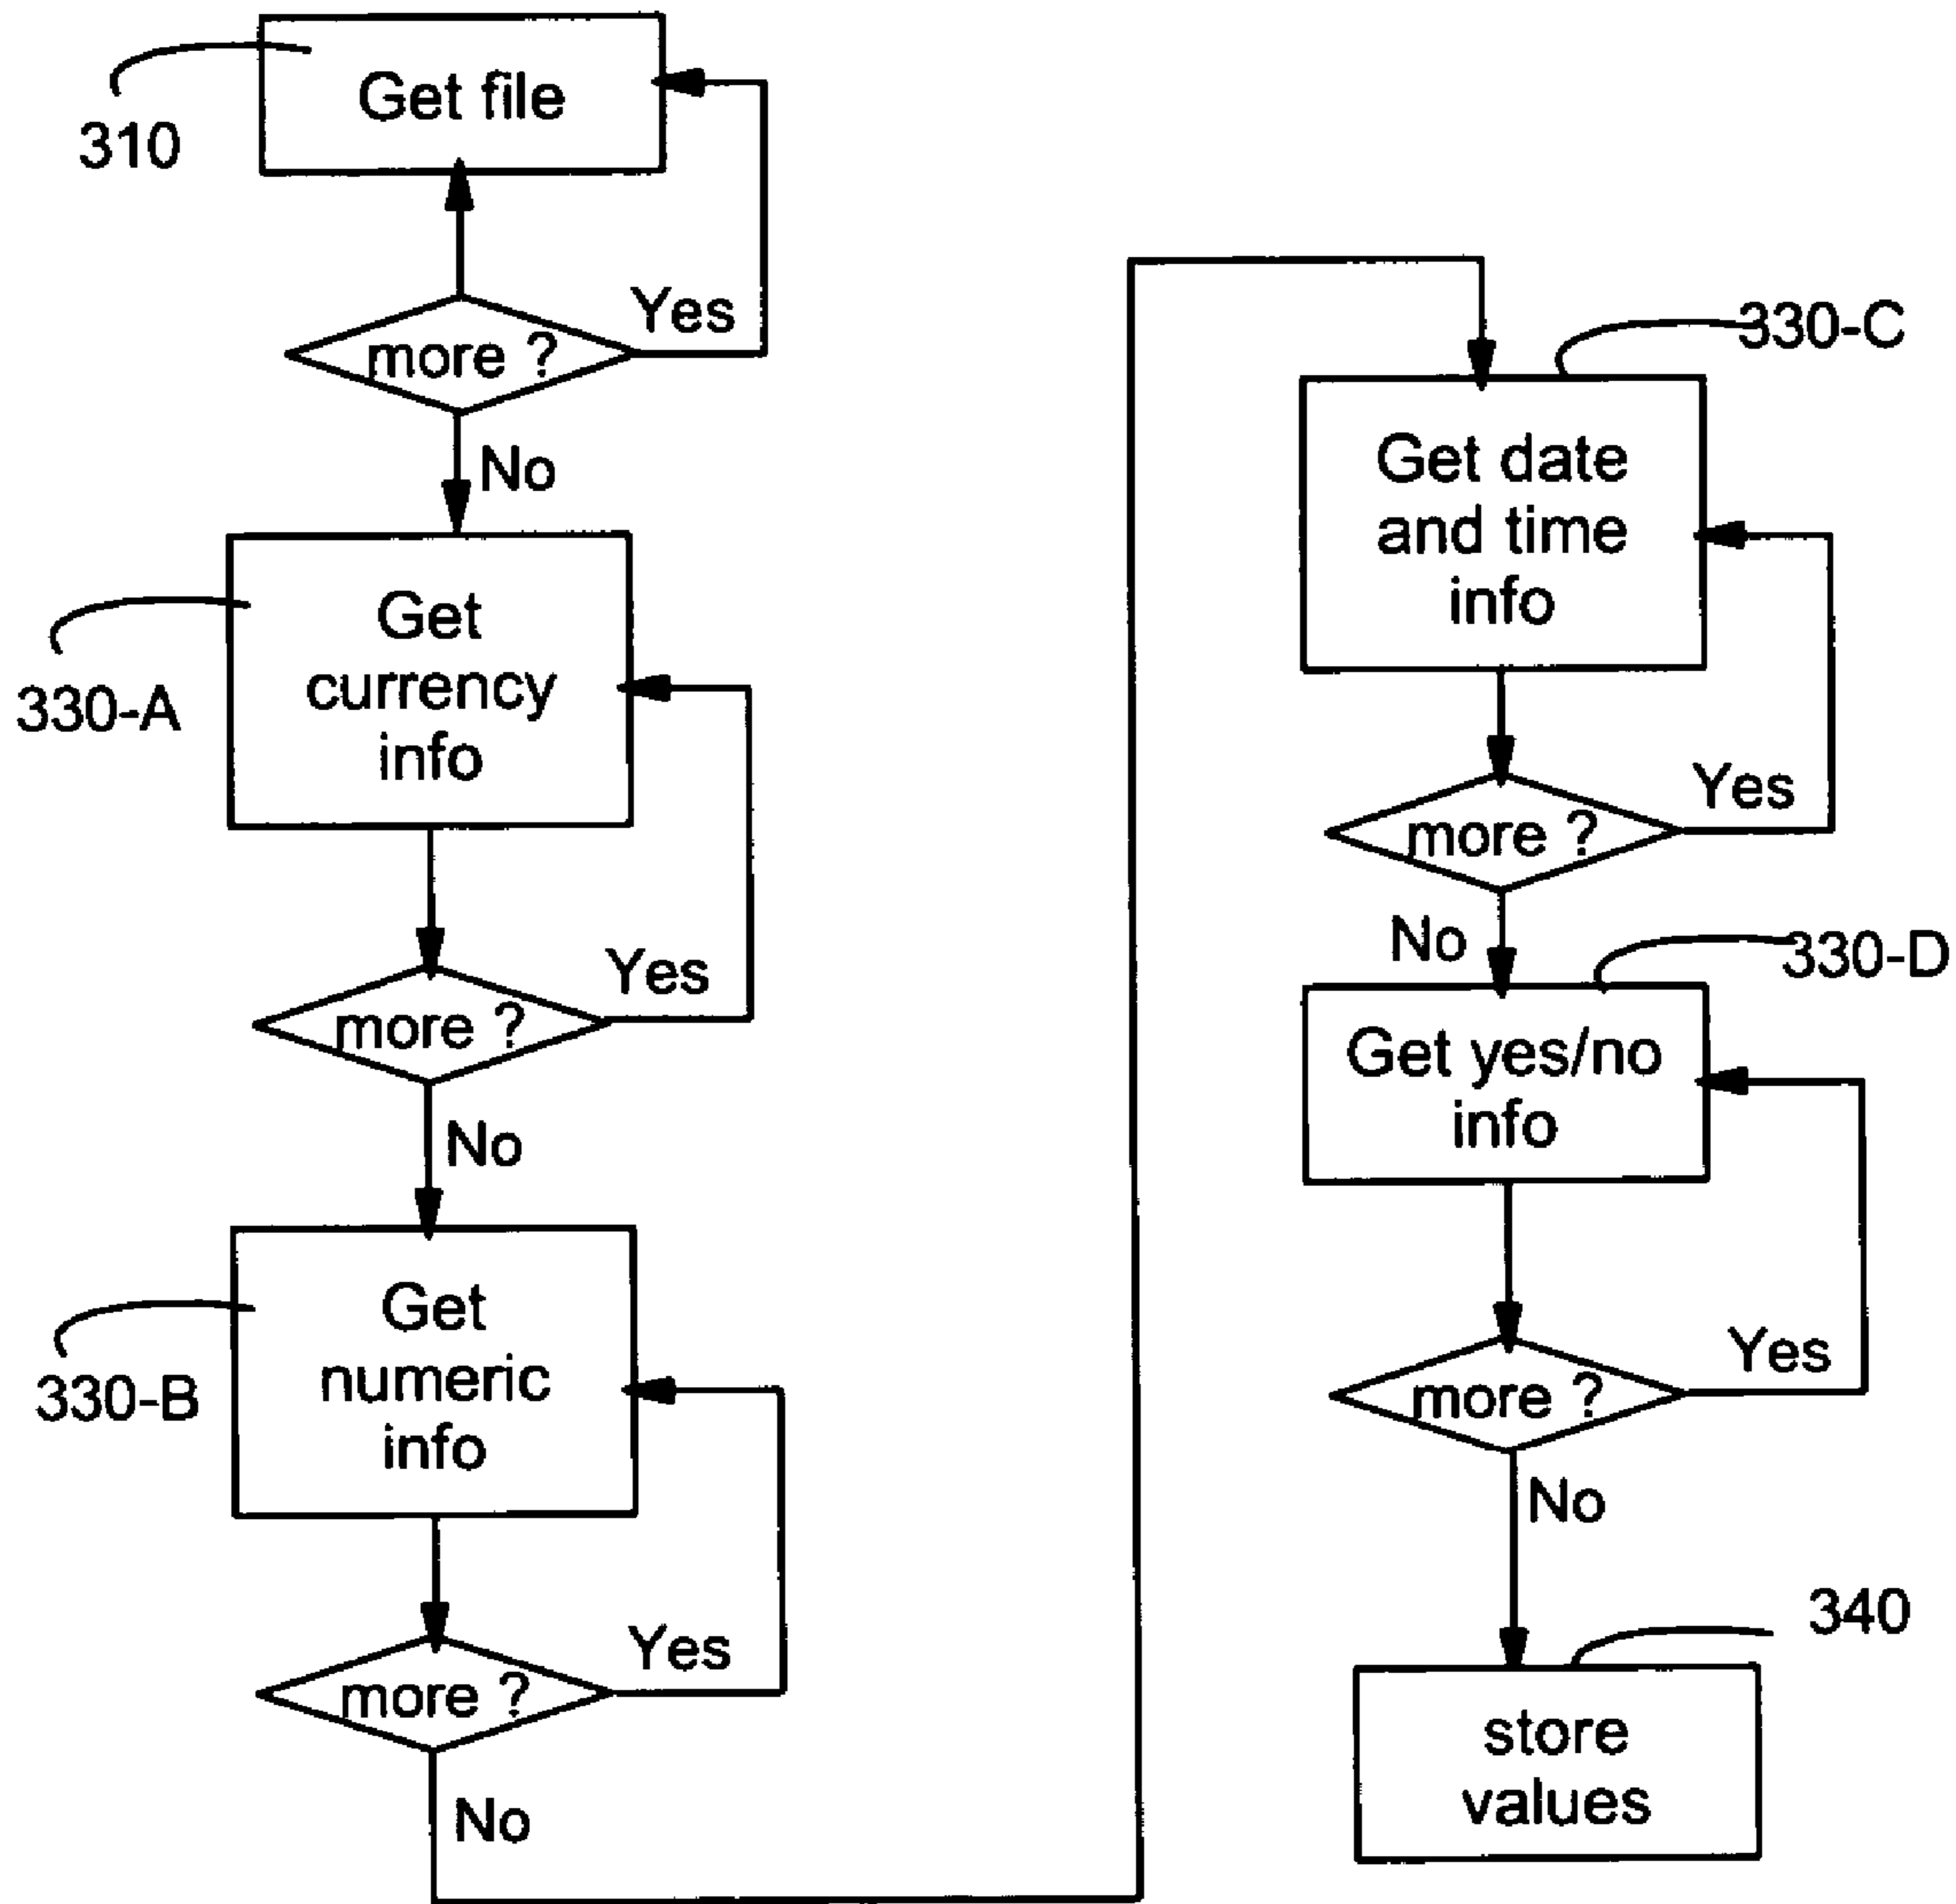 Get file
310
Yes
more ?
No
Get
currency
info
330-A
Yes
more ?
No
Get
numeric
info
330-B
Yes
more ?
No
330-C
Get date
and time
info
Yes
more ?
No
330-D
Get yes/no
info
Yes
more ?
No
340
store
values